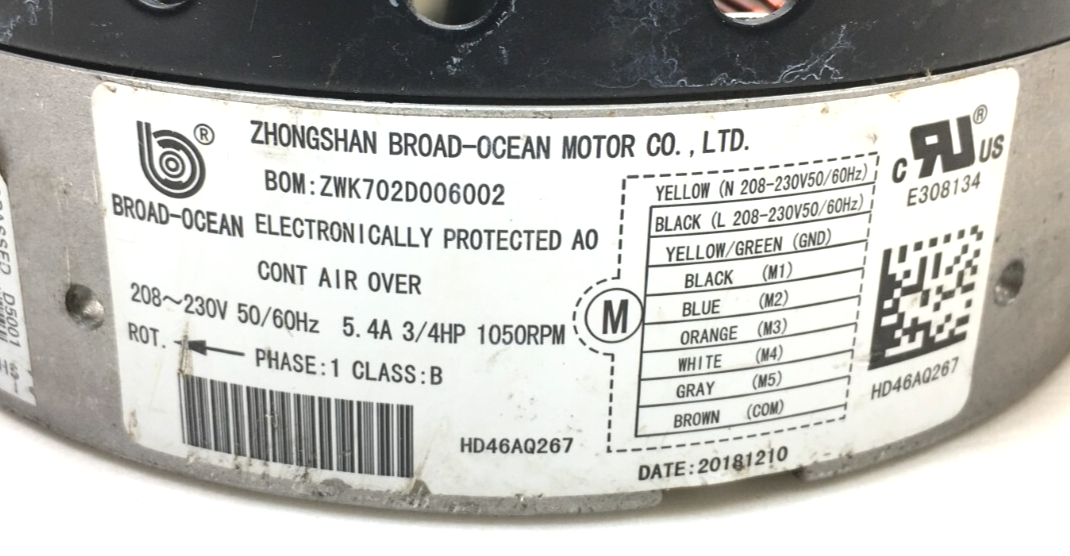 ZHONGSHAN BROAD-OCEAN MOTOR CO.,LTD.
BOM:ZWK702D006002
BROAD-OCEAN
ELECTRONICALLY PROTECTED AO
CONT AIR OVER
208~230V 50/60Hz 5.4A 3/4HP 1050RPM
ROT.
PHASE:1 CLASS:B
HD46AQ267
M
YELLOW (N 208-230V50/60Hz)
BLACK (L 208-230V50/60Hz)
YELLOW/GREEN (GND)
BLACK (M1)
BLUE (M2)
ORANGE (M3)
WHITE (M4)
GRAY (M5)
BROWN (COM)
DATE:20181210
C RU ® US
E308134
HD46AQ267
D5001